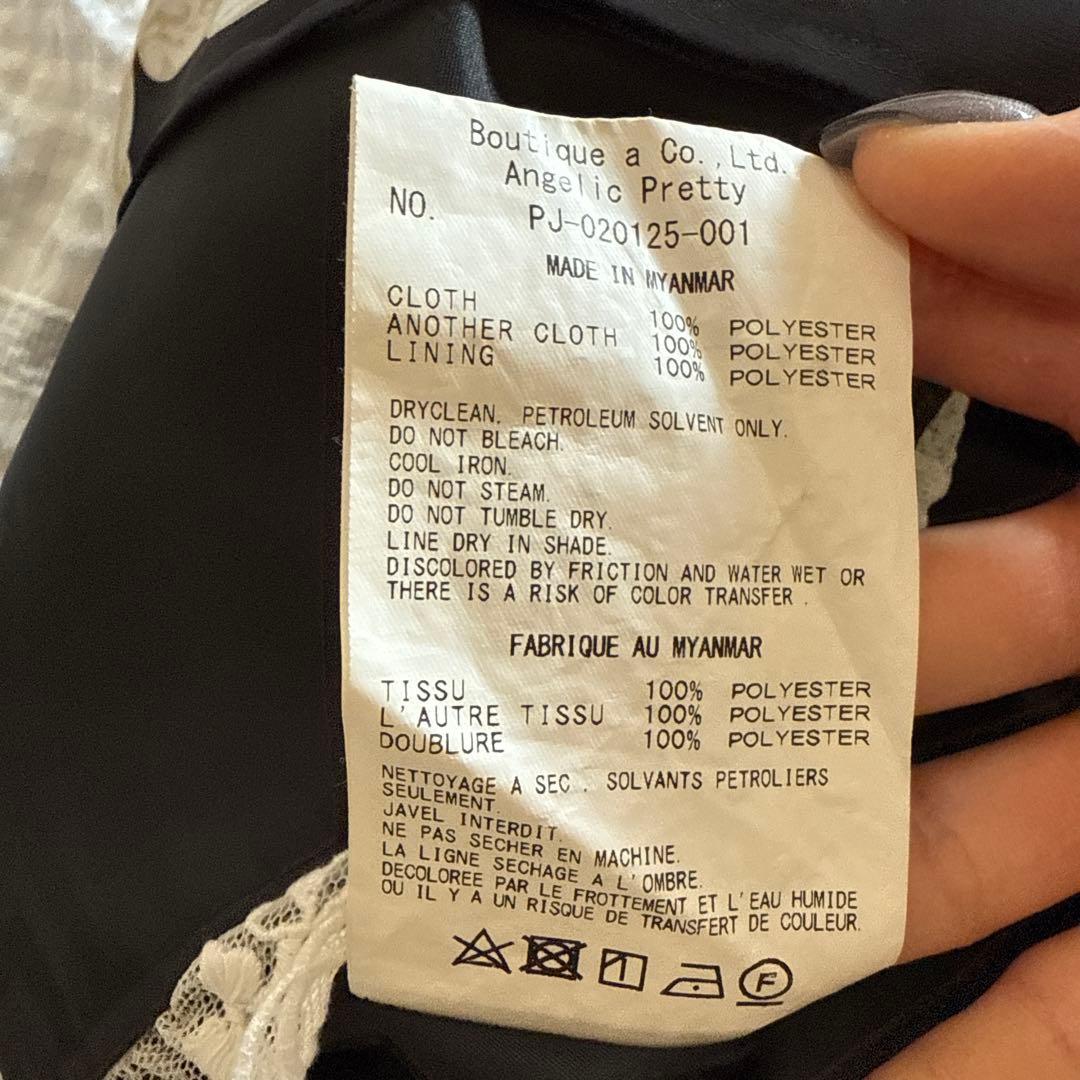 Boutique a Co.,Ltd.
Angelic Pretty
NO. PJ-020125-001
MADE IN MYANMAR
CLOTH 100% POLYESTER
ANOTHER CLOTH 100% POLYESTER
LINING 100% POLYESTER
DRYCLEAN. PETROLEUM SOLVENT ONLY.
DO NOT BLEACH.
COOL IRON.
DO NOT STEAM.
DO NOT TUMBLE DRY.
LINE DRY IN SHADE.
DISCOLORED BY FRICTION AND WATER WET OR
THERE IS A RISK OF COLOR TRANSFER .
FABRIQUE AU MYANMAR
TISSU 100% POLYESTER
L'AUTRE TISSU 100% POLYESTER
DOUBLURE 100% POLYESTER
NETTOYAGE A SEC . SOLVANTS PETROLIERS
SEULEMENT.
JAVEL INTERDIT.
NE PAS SECHER EN MACHINE.
LA LIGNE SECHAGE A L'OMBRE.
DECOLOREE PAR LE FROTTEMENT ET L'EAU HUMIDE
OU IL Y A UN RISQUE DE TRANSFERT DE COULEUR.
F